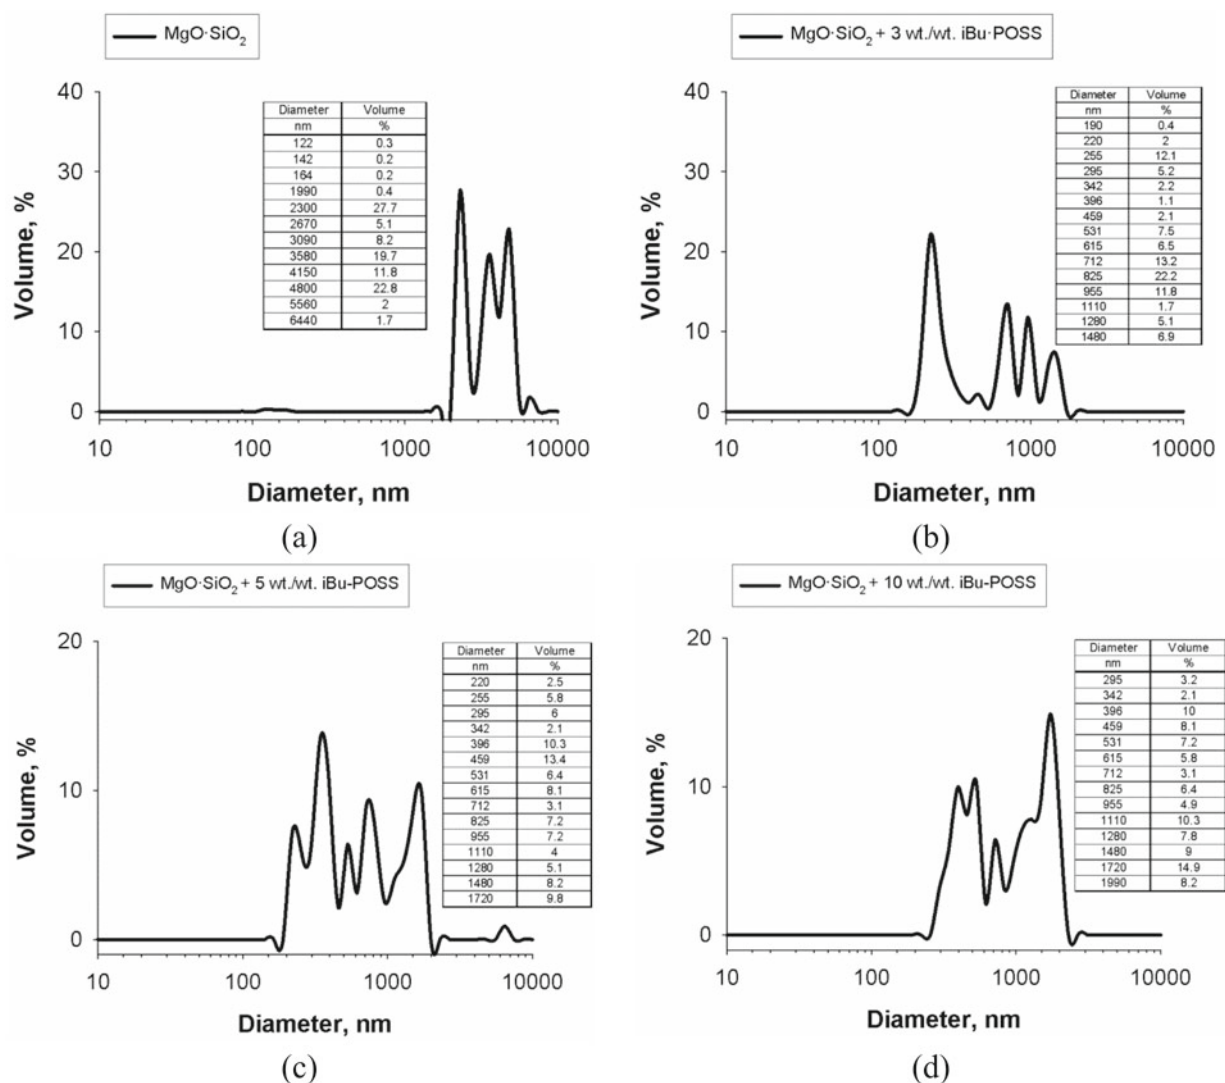 MgO·SiO₂
Volume, %
40
30
20
10
0
Diameter Volume
nm %
122 0.3
142 0.2
164 0.2
1990 0.4
2300 27.7
2670 5.1
3090 8.2
3580 19.7
4150 11.8
4800 22.8
5560 2
6440 1.7
10 100 1000 10000
Diameter, nm
(a)
MgO·SiO₂ + 3 wt./wt. iBu·POSS
Volume, %
40
30
20
10
0
Diameter Volume
nm %
190 0.4
220 2
255 12.1
295 5.2
342 2.2
396 1.1
459 2.1
531 7.5
615 6.5
712 13.2
825 22.2
955 11.8
1110 1.7
1280 5.1
1480 6.9
10 100 1000 10000
Diameter, nm
(b)
MgO·SiO₂ + 5 wt./wt. iBu-POSS
Volume, %
20
10
0
Diameter Volume
nm %
220 2.5
255 5.8
295 6
342 2.1
396 10.3
459 13.4
531 6.4
615 8.1
712 3.1
825 7.2
955 7.2
1110 4
1280 5.1
1480 8.2
1720 9.8
10 100 1000 10000
Diameter, nm
(c)
MgO·SiO₂ + 10 wt./wt. iBu-POSS
Volume, %
20
10
0
Diameter Volume
nm %
295 3.2
342 2.1
396 10
459 8.1
531 7.2
615 5.8
712 3.1
825 6.4
955 4.9
1110 10.3
1280 7.8
1480 9
1720 14.9
1990 8.2
10 100 1000 10000
Diameter, nm
(d)